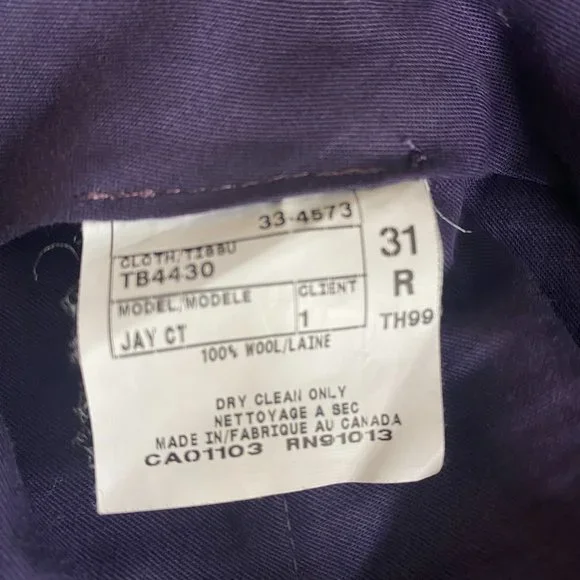 33-4573
CLOTH/TISSU
TB4430
MODEL/MODELE
CLIENT
JAY CT
1
31
R
TH99
100% WOOL/LAINE
DRY CLEAN ONLY
NETTOYAGE A SEC
MADE IN/FABRIQUE AU CANADA
CA01103 RN91013